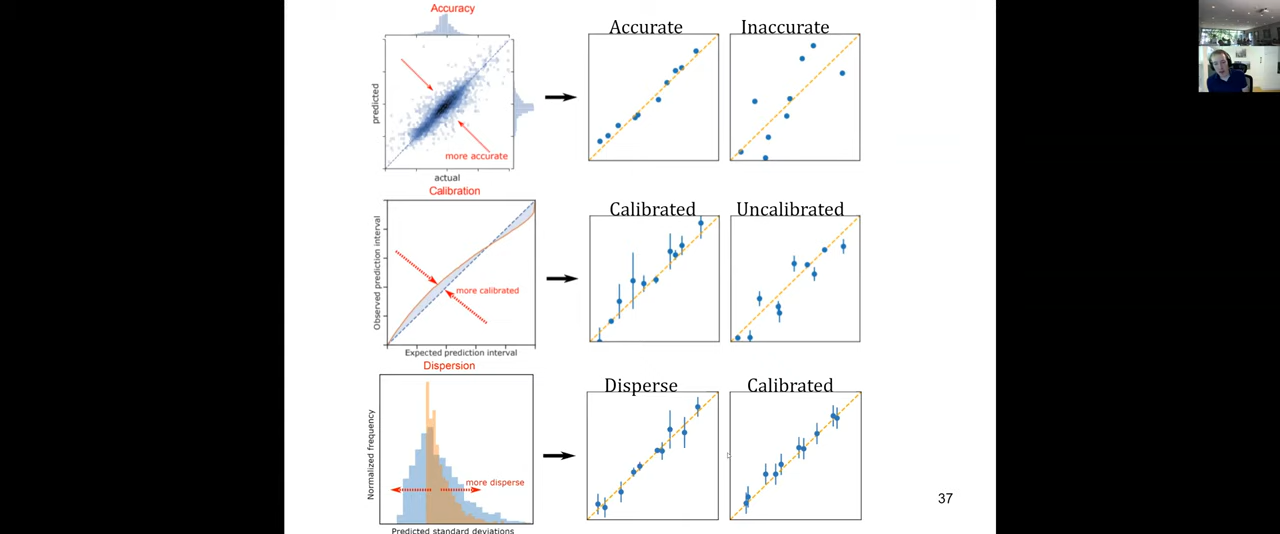 Accuracy
predicted
more accurate
actual
Accurate
Inaccurate
Calibration
Observed prediction interval
more calibrated
Expected prediction interval
Calibrated
Uncalibrated
Dispersion
Normalized frequency
more disperse
Predicted standard deviations
Disperse
Calibrated
37